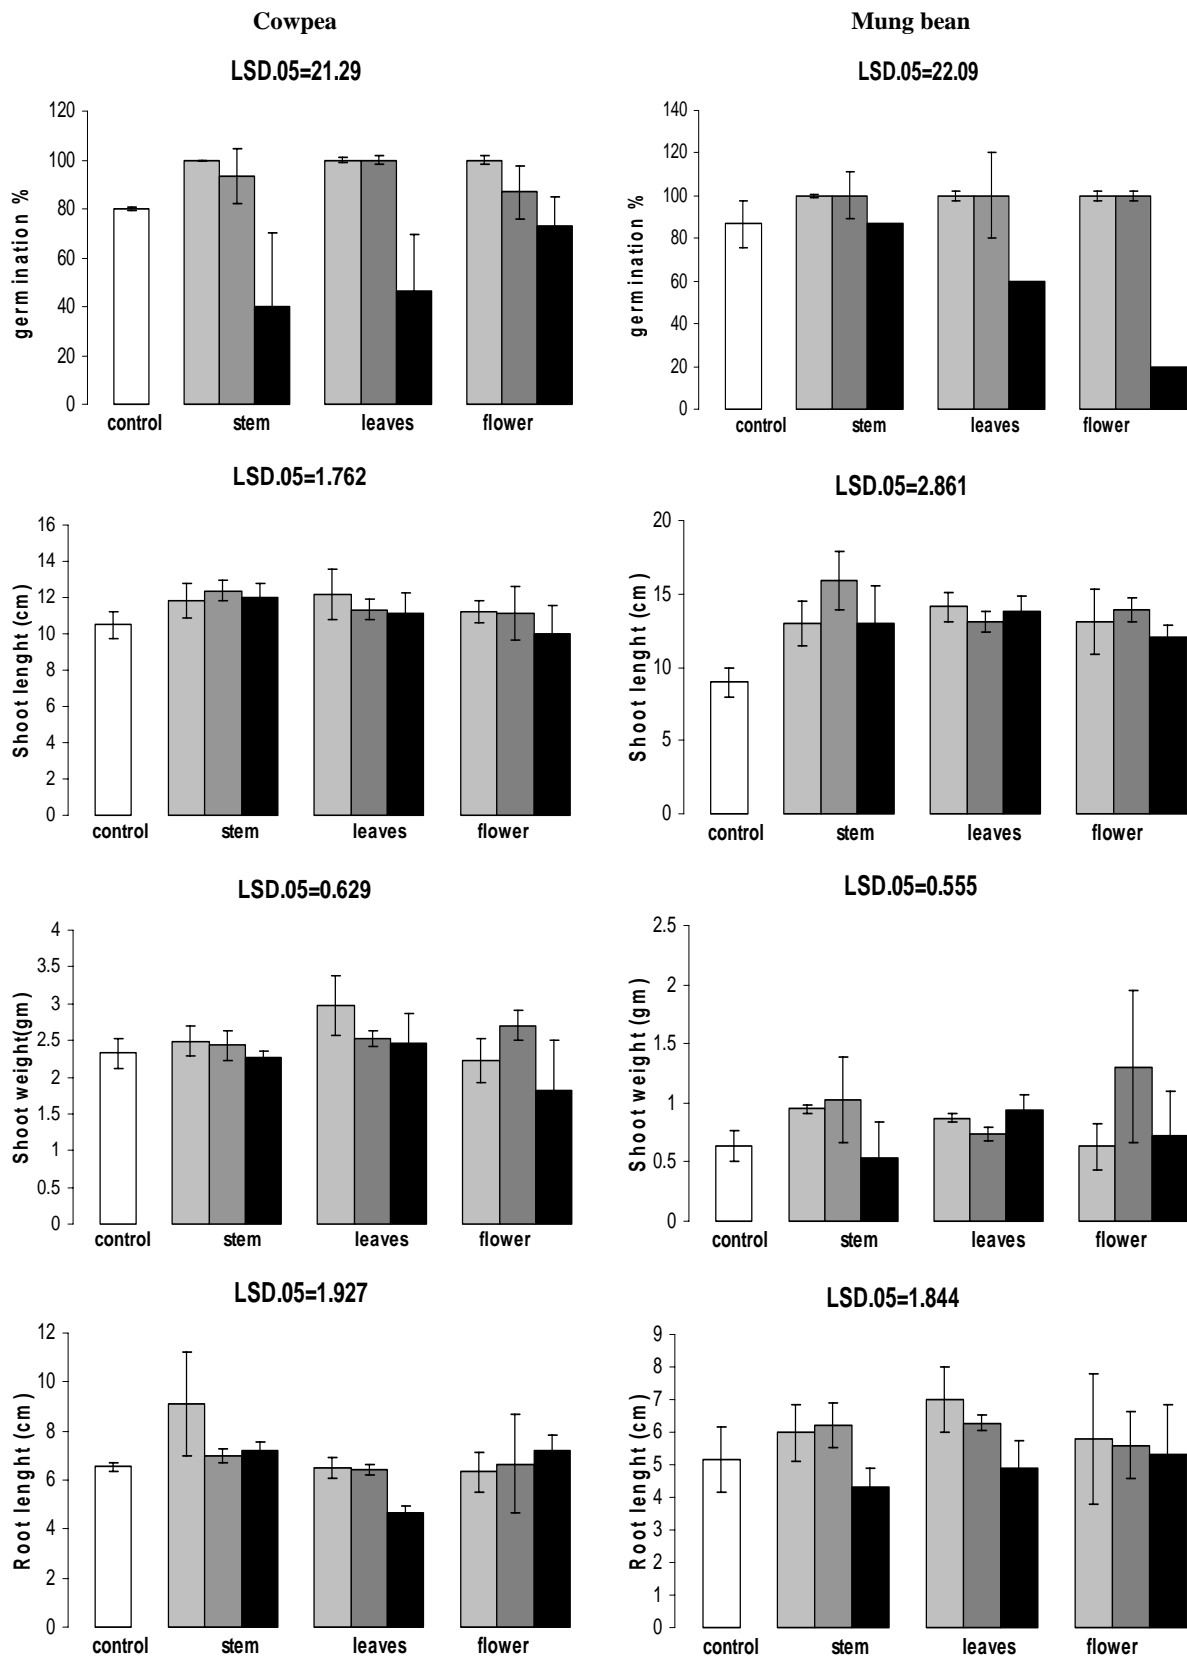 Cowpea
Mung bean
LSD.05=21.29
germination %
120
100
80
60
40
20
0
control stem leaves flower
LSD.05=22.09
germination %
140
120
100
80
60
40
20
0
control stem leaves flower
LSD.05=1.762
Shoot lenght (cm)
16
14
12
10
8
6
4
2
0
control stem leaves flower
LSD.05=2.861
Shoot lenght (cm)
20
15
10
5
0
control stem leaves flower
LSD.05=0.629
Shoot weight(gm)
4
3.5
3
2.5
2
1.5
1
0.5
0
control stem leaves flower
LSD.05=0.555
Shoot weight (gm)
2.5
2
1.5
1
0.5
0
control stem leaves flower
LSD.05=1.927
Root lenght (cm)
12
10
8
6
4
2
0
control stem leaves flower
LSD.05=1.844
Root lenght (cm)
9
8
7
6
5
4
3
2
1
0
control stem leaves flower